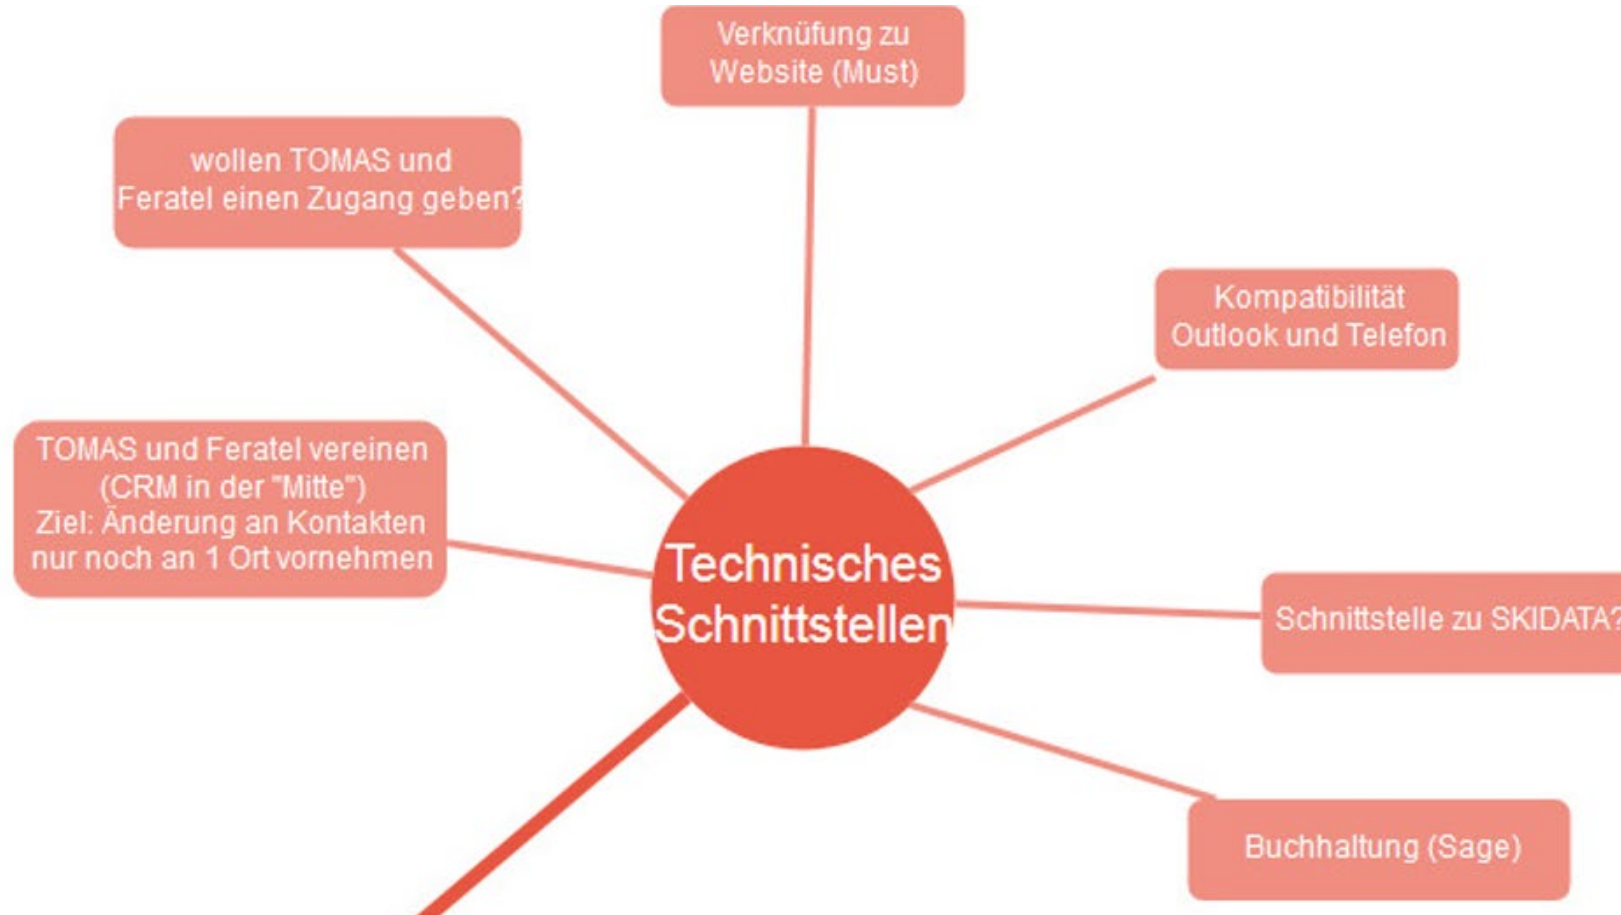 Verknüfung zu
Website (Must)
wollen TOMAS und
Feratel einen Zugang geben?
Kompatibilität
Outlook und Telefon
TOMAS und Feratel vereinen
(CRM in der "Mitte")
Ziel: Änderung an Kontakten
nur noch an 1 Ort vornehmen
Technisches
Schnittstellen
Schnittstelle zu SKIDATA?
Buchhaltung (Sage)